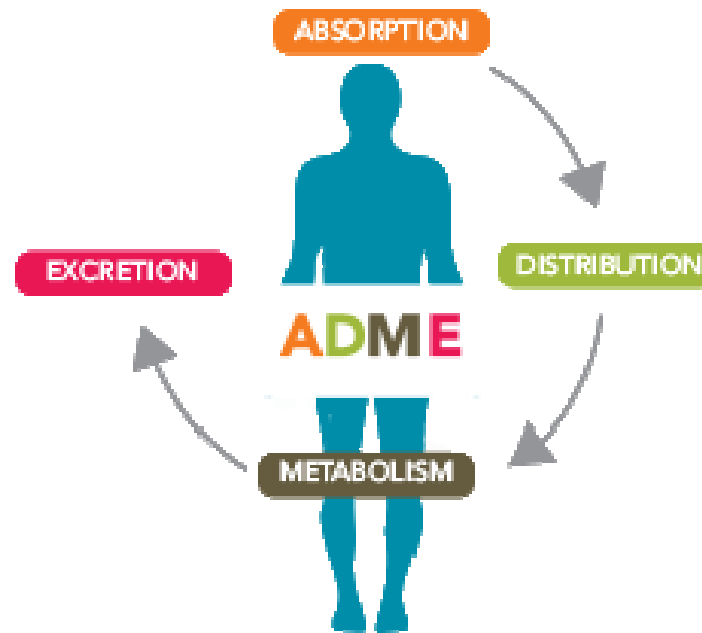 ABSORPTION
EXCRETION
DISTRIBUTION
ADME
METABOLISM